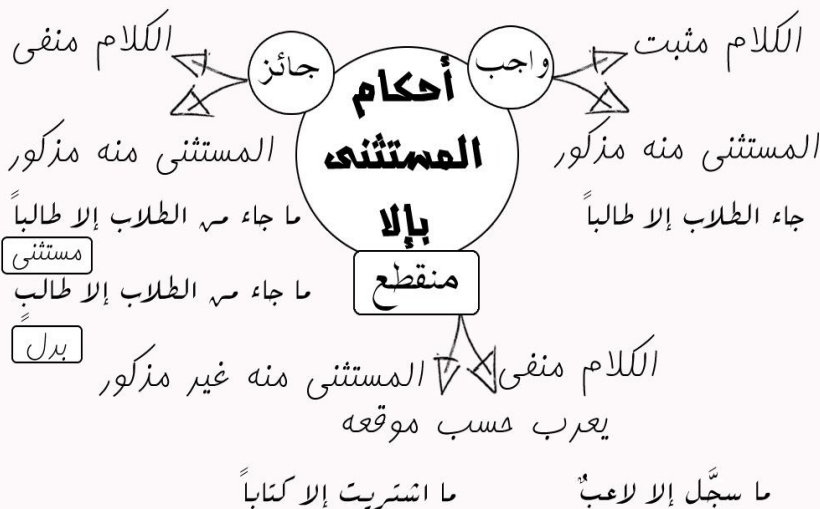 أحكام
المستثنى
بإلا
واجب
الكلام مثبت
المستثنى منه مذكور
جاء الطلاب إلا طالباً
جائز
الكلام منفى
المستثنى منه مذكور
ما جاء من الطلاب إلا طالباً
مستثنى
ما جاء من الطلاب إلا طالبٍ
بدل
منقطع
الكلام منفى
المستثنى منه غير مذكور
يعرب حسب موقعه
ما سجَّل إلا لاعبٌ
ما اشتريت إلا كتاباً